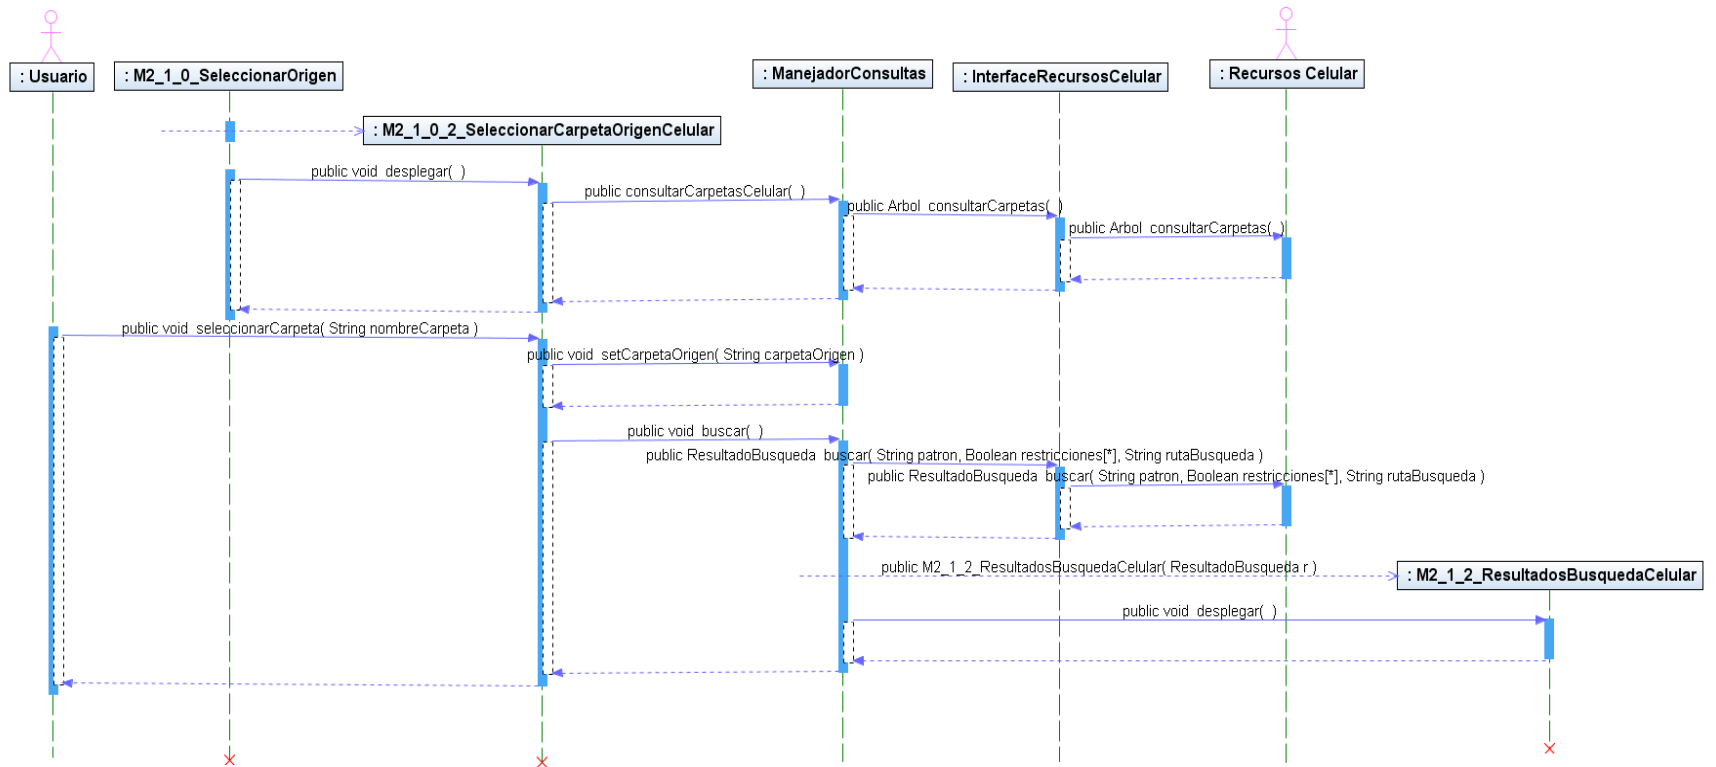 : Usuario
: M2_1_0_SeleccionarOrigen
: ManejadorConsultas
: InterfaceRecursosCelular
: Recursos Celular
: M2_1_0_2_SeleccionarCarpetaOrigenCelular
public void desplegar( )
public consultarCarpetasCelular( )
public Arbol consultarCarpetas( )
public Arbol consultarCarpetas( )
public void seleccionarCarpeta( String nombreCarpeta )
public void setCarpetaOrigen( String carpetaOrigen )
public void buscar( )
public ResultadoBusqueda buscar( String patron, Boolean restricciones[*], String rutaBusqueda )
public ResultadoBusqueda buscar( String patron, Boolean restricciones[*], String rutaBusqueda )
public M2_1_2_ResultadosBusquedaCelular( ResultadoBusqueda r )
: M2_1_2_ResultadosBusquedaCelular
public void desplegar( )